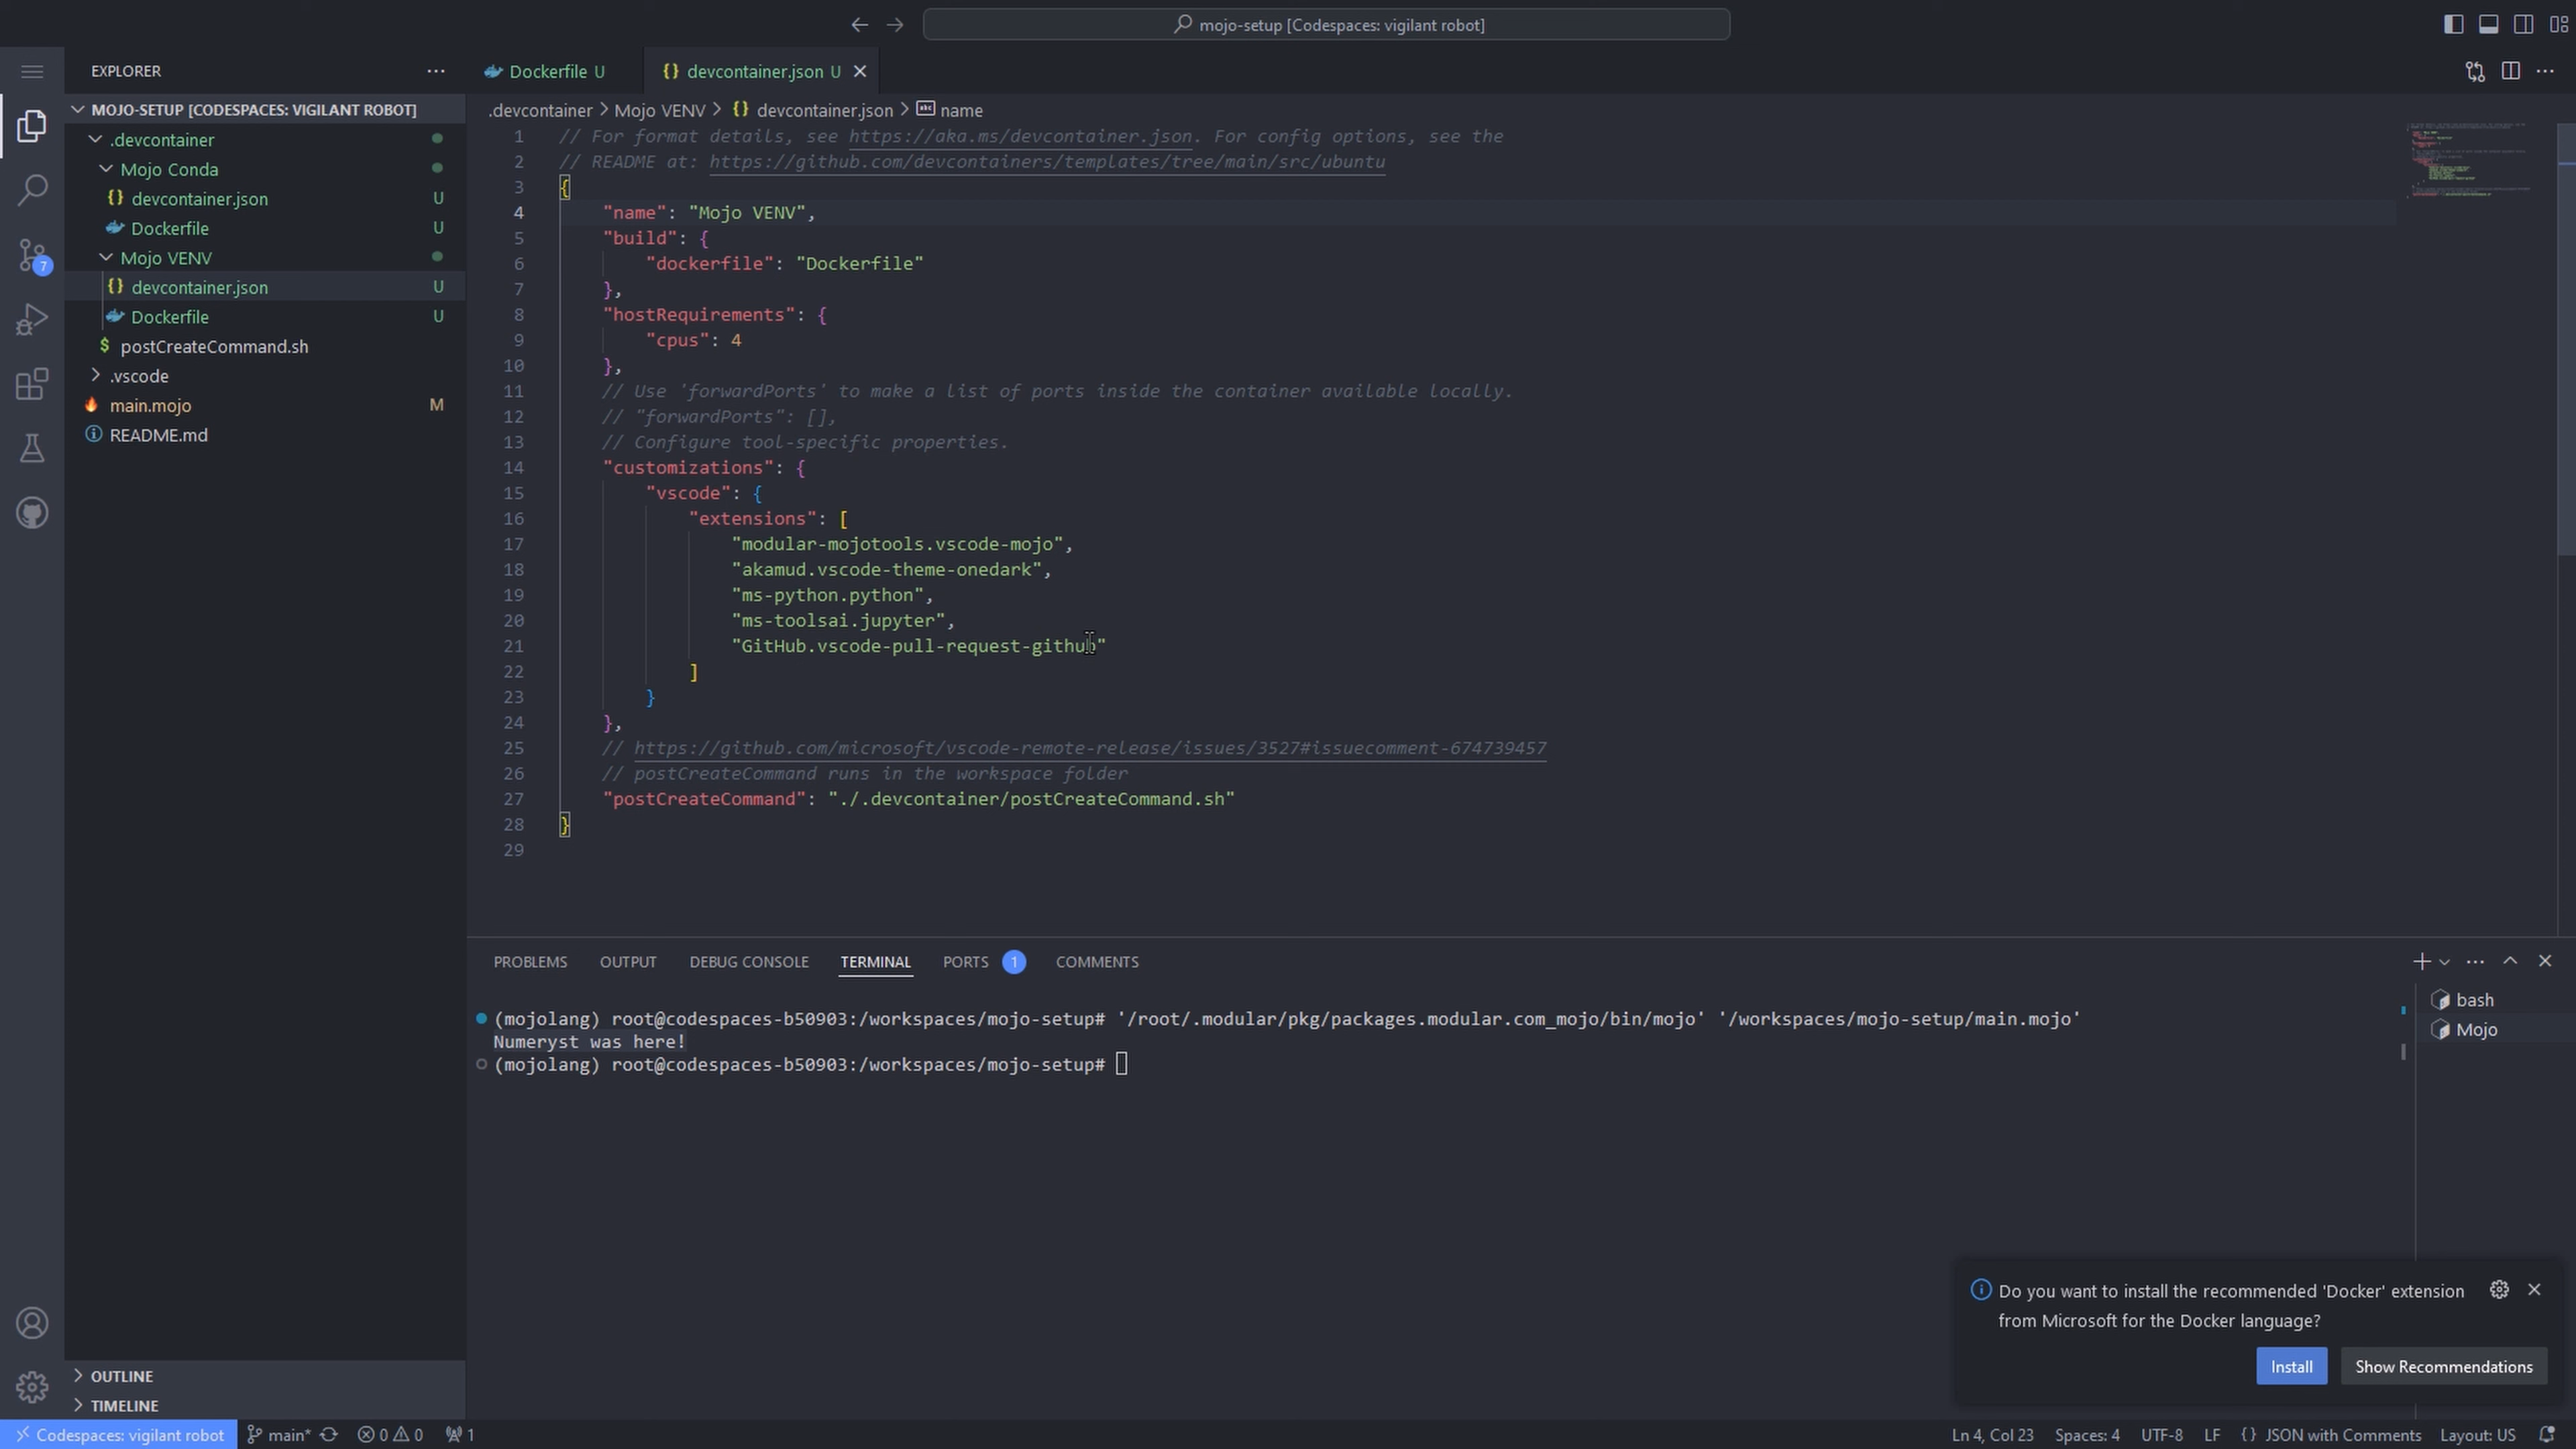 mojo-setup [Codespaces: vigilant robot]
EXPLORER
MOJO-SETUP [CODESPACES: VIGILANT ROBOT]
.devcontainer
Mojo Conda
devcontainer.json U
Dockerfile U
Mojo VENV
devcontainer.json U
Dockerfile U
postCreateCommand.sh
.vscode
main.mojo M
README.md
OUTLINE
TIMELINE
7
Dockerfile U
devcontainer.json U
.devcontainer > Mojo VENV > {} devcontainer.json > abc name
1 // For format details, see https://aka.ms/devcontainer.json. For config options, see the
2 // README at: https://github.com/devcontainers/templates/tree/main/src/ubuntu
3 {
4 "name": "Mojo VENV",
5 "build": {
6 "dockerfile": "Dockerfile"
7 },
8 "hostRequirements": {
9 "cpus": 4
10 },
11 // Use 'forwardPorts' to make a list of ports inside the container available locally.
12 // "forwardPorts": [],
13 // Configure tool-specific properties.
14 "customizations": {
15 "vscode": {
16 "extensions": [
17 "modular-mojotools.vscode-mojo",
18 "akamud.vscode-theme-onedark",
19 "ms-python.python",
20 "ms-toolsai.jupyter",
21 "GitHub.vscode-pull-request-github"
22 ]
23 }
24 },
25 // https://github.com/microsoft/vscode-remote-release/issues/3527#issuecomment-674739457
26 // postCreateCommand runs in the workspace folder
27 "postCreateCommand": "./.devcontainer/postCreateCommand.sh"
28 }
29
PROBLEMS OUTPUT DEBUG CONSOLE TERMINAL PORTS 1 COMMENTS
(mojolang) root@codespaces-b50903:/workspaces/mojo-setup# '/root/.modular/pkg/packages.modular.com_mojo/bin/mojo' '/workspaces/mojo-setup/main.mojo'
Numeryst was here!
(mojolang) root@codespaces-b50903:/workspaces/mojo-setup#
bash
Mojo
Do you want to install the recommended 'Docker' extension
from Microsoft for the Docker language?
Install Show Recommendations
Codespaces: vigilant robot main* 0 0 1 Ln 4, Col 23 Spaces: 4 UTF-8 LF {} JSON with Comments Layout: US